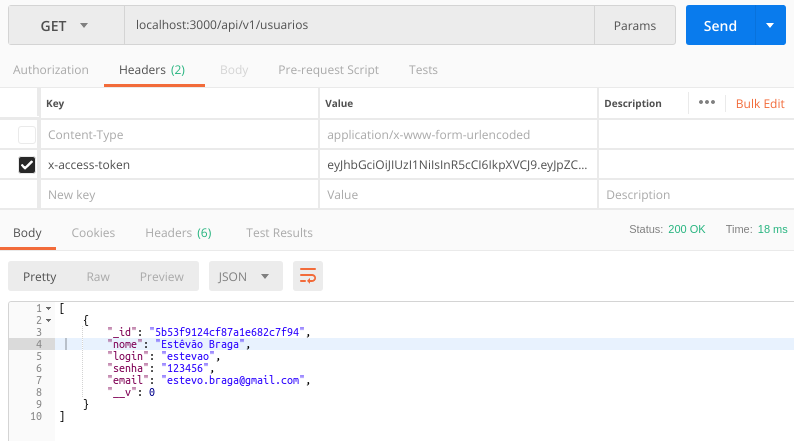 GET localhost:3000/api/v1/usuarios Params Send
Authorization Headers (2) Body Pre-request Script Tests
Key Value Description ••• Bulk Edit
Content-Type application/x-www-form-urlencoded
x-access-token eyJhbGciOiJIUzI1NiIsInR5cCI6IkpXVCJ9.eyJpZC...
New key Value Description
Body Cookies Headers (6) Test Results Status: 200 OK Time: 18 ms
Pretty Raw Preview JSON
1 [
2 {
3 "_id": "5b53f9124cf87a1e682c7f94",
4 "nome": "Estêvão Braga",
5 "login": "estevao",
6 "senha": "123456",
7 "email": "estevo.braga@gmail.com",
8 "__v": 0
9 }
10 ]